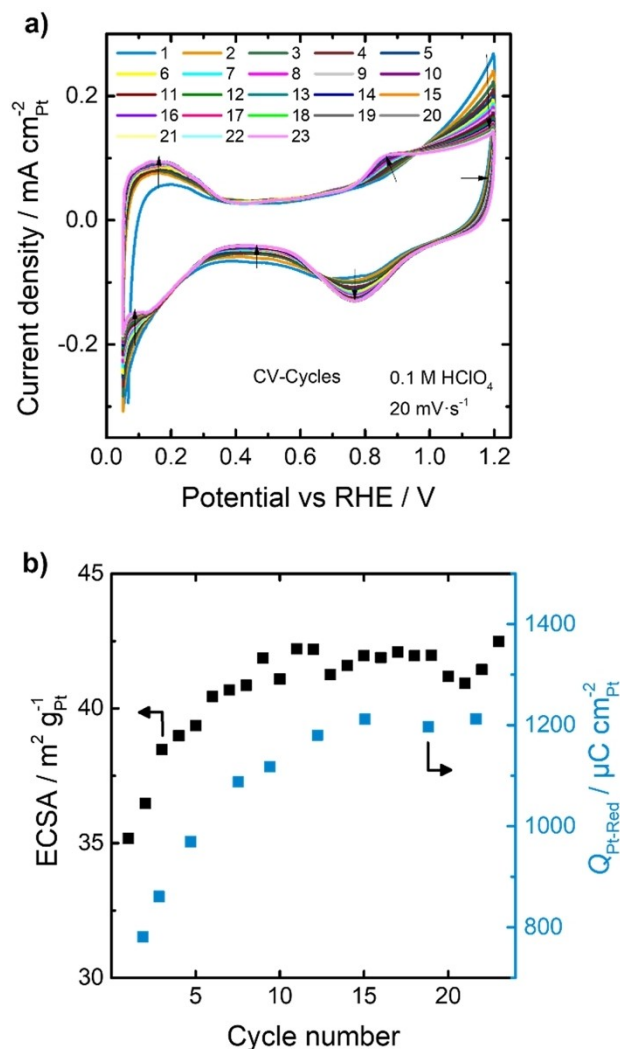 a)
1 2 3 4 5
6 7 8 9 10
11 12 13 14 15
16 17 18 19 20
21 22 23
0.2
0.0
-0.2
Current density / mA cm⁻²Pt
CV-Cycles 0.1 M HClO₄
20 mV·s⁻¹
0.0 0.2 0.4 0.6 0.8 1.0 1.2
Potential vs RHE / V
b)
45
40
35
30
ECSA / m² g⁻¹Pt
1400
1200
1000
800
Q Pt-Red / µC cm⁻²Pt
5 10 15 20
Cycle number